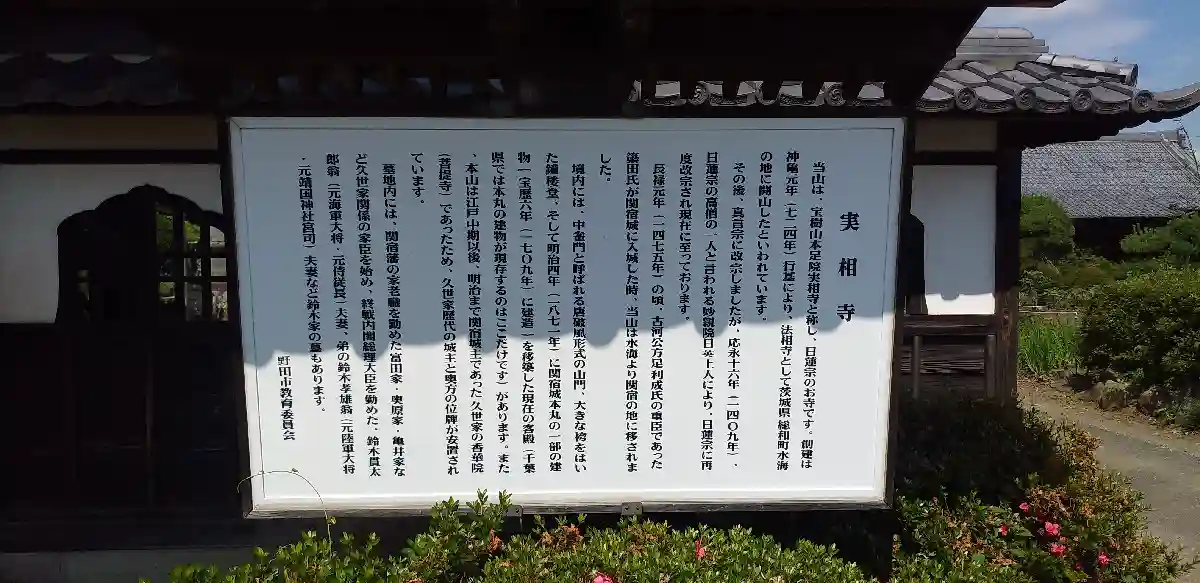 実相寺
当山は、宝樹山本足院実相寺と称し、日蓮宗のお寺です。創建は
神亀元年（七二四年）行基により、法相寺として茨城県総和町水海
の地に開山したといわれています。
その後、真言宗に改宗しましたが、応永十六年（一四〇九年）、
日蓮宗の高僧の一人と言われる妙親院日英上人により、日蓮宗に再
度改宗され現在に至っております。
長禄元年（一四七五年）の頃、古河公方足利成氏の重臣であった
簗田氏が関宿城に入城した時、当山は水海より関宿の地に移されま
した。
境内には、中釜門と呼ばれる唐破風形式の山門、大きな袴をはい
た鐘楼堂、そして明治四年（一八七一年）に関宿城本丸の一部の建
物―宝歴六年（一七〇九年）に建造―を移築した現在の客殿（千葉
県では本丸の建物が現存するのはここだけです）があります。また
、本山は江戸中期以後、明治まで関宿城主であった久世家の香華院
（菩提寺）であったため、久世家歴代の城主と奥方の位牌が安置され
ています。
墓地内には、関宿藩の家老職を勤めた富田家・奥原家・亀井家な
ど久世家関係の家臣を始め、終戦内閣総理大臣を勤めた、鈴木貫太
郎翁（元海軍大将・元侍従長）夫妻、弟の鈴木孝雄翁（元陸軍大将
・元靖国神社宮司）夫妻など鈴木家の墓もあります。
野田市教育委員会